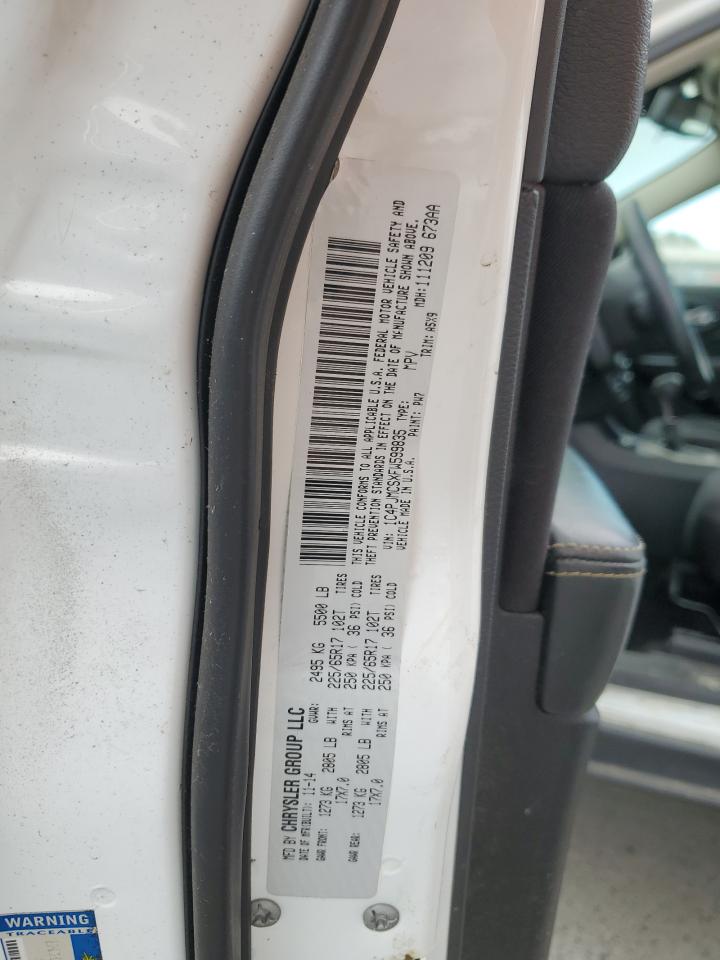 MFD BY CHRYSLER GROUP LLC
DATE OF MFR(BUILT): 11-14 GVWR: 2495 KG 5500 LB
GAWR FRONT: 1273 KG 2805 LB WITH 225/65R17 102T TIRES
17X7.0 RIMS AT 250 KPA ( 36 PSI) COLD
GAWR REAR: 1273 KG 2805 LB WITH 225/65R17 102T TIRES
17X7.0 RIMS AT 250 KPA ( 36 PSI) COLD
THIS VEHICLE CONFORMS TO ALL APPLICABLE U.S.A. FEDERAL MOTOR VEHICLE SAFETY AND
THEFT PREVENTION STANDARDS IN EFFECT ON THE DATE OF MANUFACTURE SHOWN ABOVE.
VIN: 1C4PJMCSXFW599835 TYPE: MPV MDH:111209 673AA
VEHICLE MADE IN U.S.A. PAINT: PW7 TRIM: A5X9
WARNING
TRACEABLE